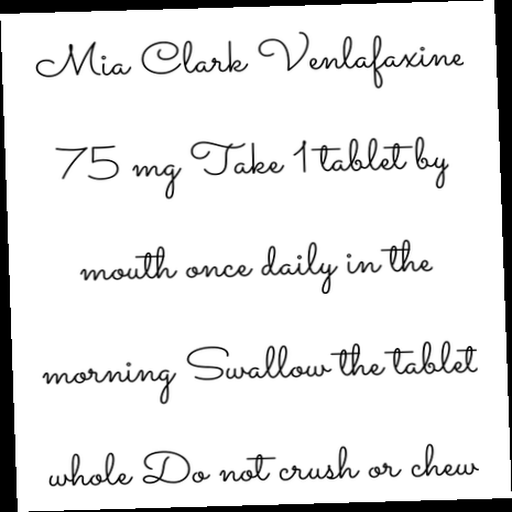 Mia Clark Venlafaxine
75 mg Take 1 tablet by
mouth once daily in the
morning Swallow the tablet
whole Do not crush or chew